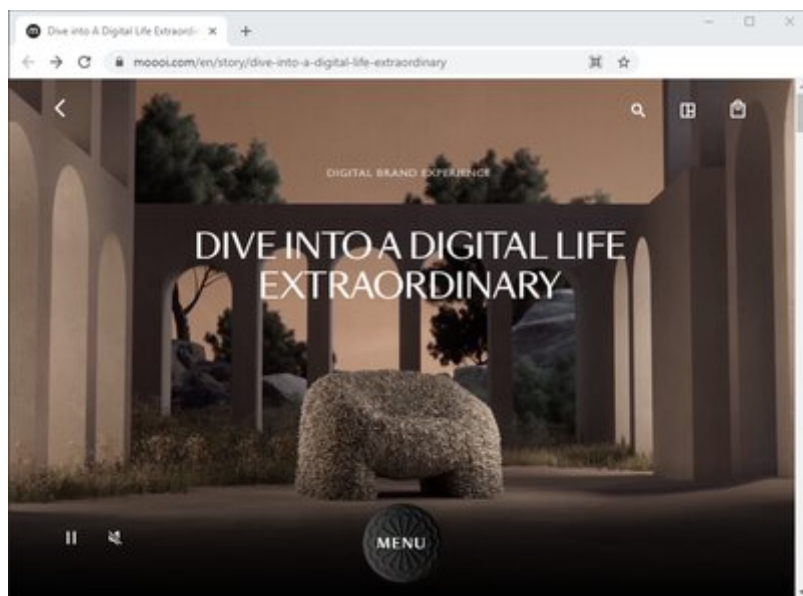 Dive into A Digital Life Extraord
moooi.com/en/story/dive-into-a-digital-life-extraordinary
DIGITAL BRAND EXPERIENCE
DIVE INTO A DIGITAL LIFE
EXTRAORDINARY
MENU